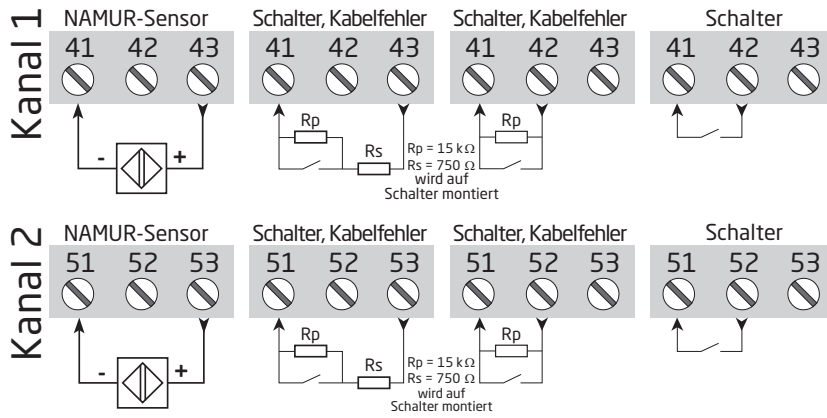 Kanal 1
NAMUR-Sensor Schalter, Kabelfehler Schalter, Kabelfehler Schalter
41 42 43 41 42 43 41 42 43 41 42 43
- +
Rp
Rs
Rp = 15 kΩ
Rs = 750 Ω
wird auf
Schalter montiert
Rp
Kanal 2
NAMUR-Sensor Schalter, Kabelfehler Schalter, Kabelfehler Schalter
51 52 53 51 52 53 51 52 53 51 52 53
- +
Rp
Rs
Rp = 15 kΩ
Rs = 750 Ω
wird auf
Schalter montiert
Rp